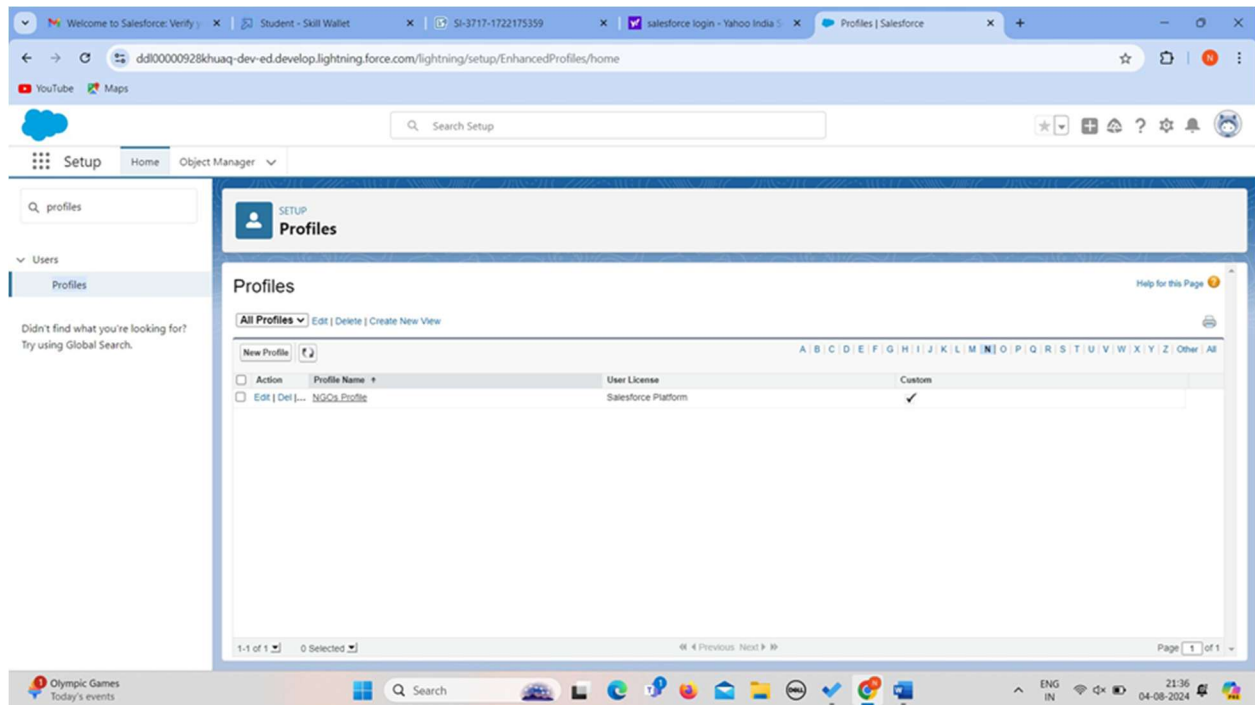 Welcome to Salesforce: Verify y
Student - Skill Wallet
SI-3717-1722175359
salesforce login - Yahoo India S
Profiles | Salesforce
ddl00000928khuaq-dev-ed.develop.lightning.force.com/lightning/setup/EnhancedProfiles/home
N
YouTube
Maps
Search Setup
Setup
Home
Object Manager
profiles
SETUP
Profiles
Users
Profiles
Didn't find what you're looking for?
Try using Global Search.
Profiles
Help for this Page
All Profiles
Edit | Delete | Create New View
New Profile
A | B | C | D | E | F | G | H | I | J | K | L | M | N | O | P | Q | R | S | T | U | V | W | X | Y | Z | Other | All
Action
Profile Name
User License
Custom
Edit | Del |...
NGOs Profile
Salesforce Platform
1-1 of 1
0 Selected
Previous Next
Page 1 of 1
Olympic Games
Today's events
Search
DELL
ENG
IN
21:36
04-08-2024